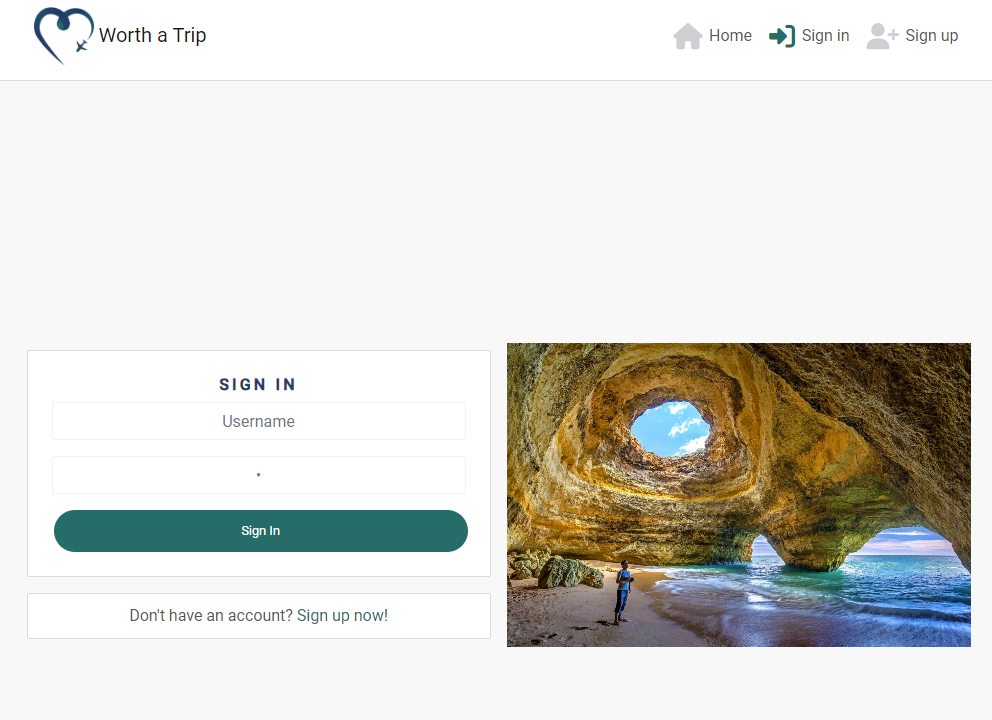 Worth a Trip
Home
Sign in
Sign up
SIGN IN
Username
Sign In
Don't have an account? Sign up now!